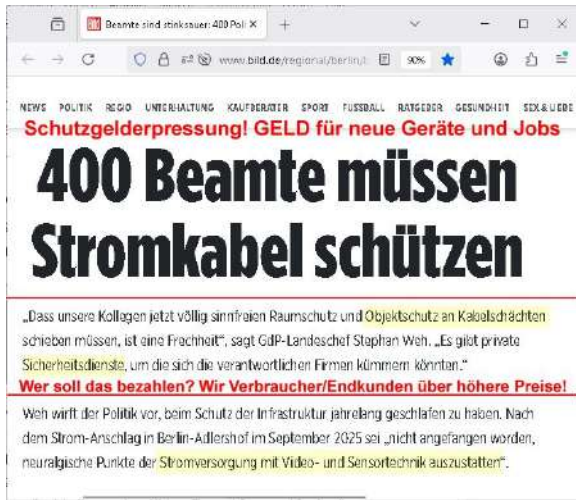 Beamte sind stinksauer: 400 Poli
www.bild.de/regional/berlin/
90%
NEWS POLITIK REGIO UNTERHALTUNG KAUFBERATER SPORT FUSSBALL RATGEBER GESUNDHEIT SEX & LIEBE
Schutzgelderpressung! GELD für neue Geräte und Jobs
400 Beamte müssen
Stromkabel schützen
„Dass unsere Kollegen jetzt völlig sinnfreien Raumschutz und Objektschutz an Kabelschächten
schieben müssen, ist eine Frechheit“, sagt GdP-Landeschef Stephan Weh. „Es gibt private
Sicherheitsdienste, um die sich die verantwortlichen Firmen kümmern könnten.“
Wer soll das bezahlen? Wir Verbraucher/Endkunden über höhere Preise!
Weh wirft der Politik vor, beim Schutz der Infrastruktur jahrelang geschlafen zu haben. Nach
dem Strom-Anschlag in Berlin-Adlershof im September 2025 sei „nicht angefangen worden,
neuralgische Punkte der Stromversorgung mit Video- und Sensortechnik auszustatten“.